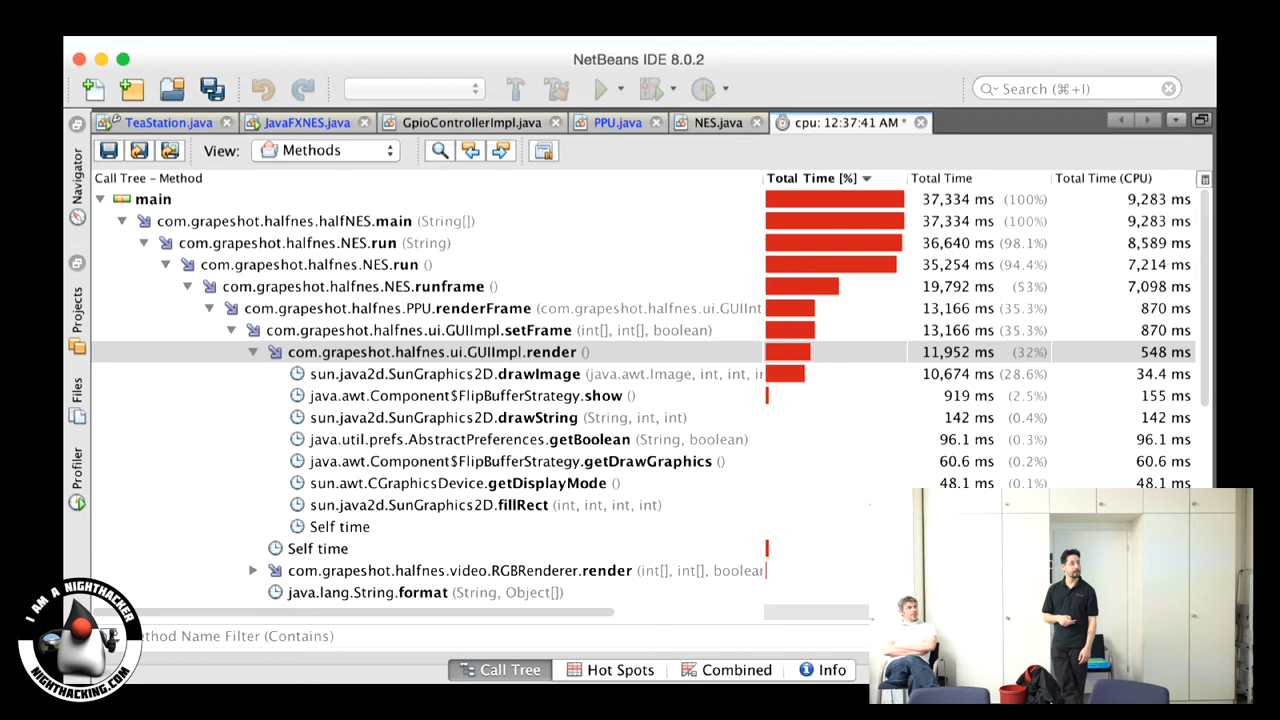 NetBeans IDE 8.0.2
Search (⌘+I)
TeaStation.java JavaFXNES.java GpioControllerImpl.java PPU.java NES.java cpu: 12:37:41 AM *
View: Methods
Navigator
Projects
Files
Profiler
Call Tree – Method Total Time [%] Total Time Total Time (CPU)
main 37,334 ms (100%) 9,283 ms
com.grapeshot.halfnes.halfNES.main (String[]) 37,334 ms (100%) 9,283 ms
com.grapeshot.halfnes.NES.run (String) 36,640 ms (98.1%) 8,589 ms
com.grapeshot.halfnes.NES.run () 35,254 ms (94.4%) 7,214 ms
com.grapeshot.halfnes.NES.runframe () 19,792 ms (53%) 7,098 ms
com.grapeshot.halfnes.PPU.renderFrame (com.grapeshot.halfnes.ui.GUIInt 13,166 ms (35.3%) 870 ms
com.grapeshot.halfnes.ui.GUIImpl.setFrame (int[], int[], boolean) 13,166 ms (35.3%) 870 ms
com.grapeshot.halfnes.ui.GUIImpl.render () 11,952 ms (32%) 548 ms
sun.java2d.SunGraphics2D.drawImage (java.awt.Image, int, int, i 10,674 ms (28.6%) 34.4 ms
java.awt.Component$FlipBufferStrategy.show () 919 ms (2.5%) 155 ms
sun.java2d.SunGraphics2D.drawString (String, int, int) 142 ms (0.4%) 142 ms
java.util.prefs.AbstractPreferences.getBoolean (String, boolean) 96.1 ms (0.3%) 96.1 ms
java.awt.Component$FlipBufferStrategy.getDrawGraphics () 60.6 ms (0.2%) 60.6 ms
sun.awt.CGraphicsDevice.getDisplayMode () 48.1 ms (0.1%) 48.1 ms
sun.java2d.SunGraphics2D.fillRect (int, int, int, int)
Self time
Self time
com.grapeshot.halfnes.video.RGBRenderer.render (int[], int[], boolear
java.lang.String.format (String, Object[])
ethod Name Filter (Contains)
Call Tree Hot Spots Combined Info
I AM A NIGHTHACKER
NIGHTHACKING.COM